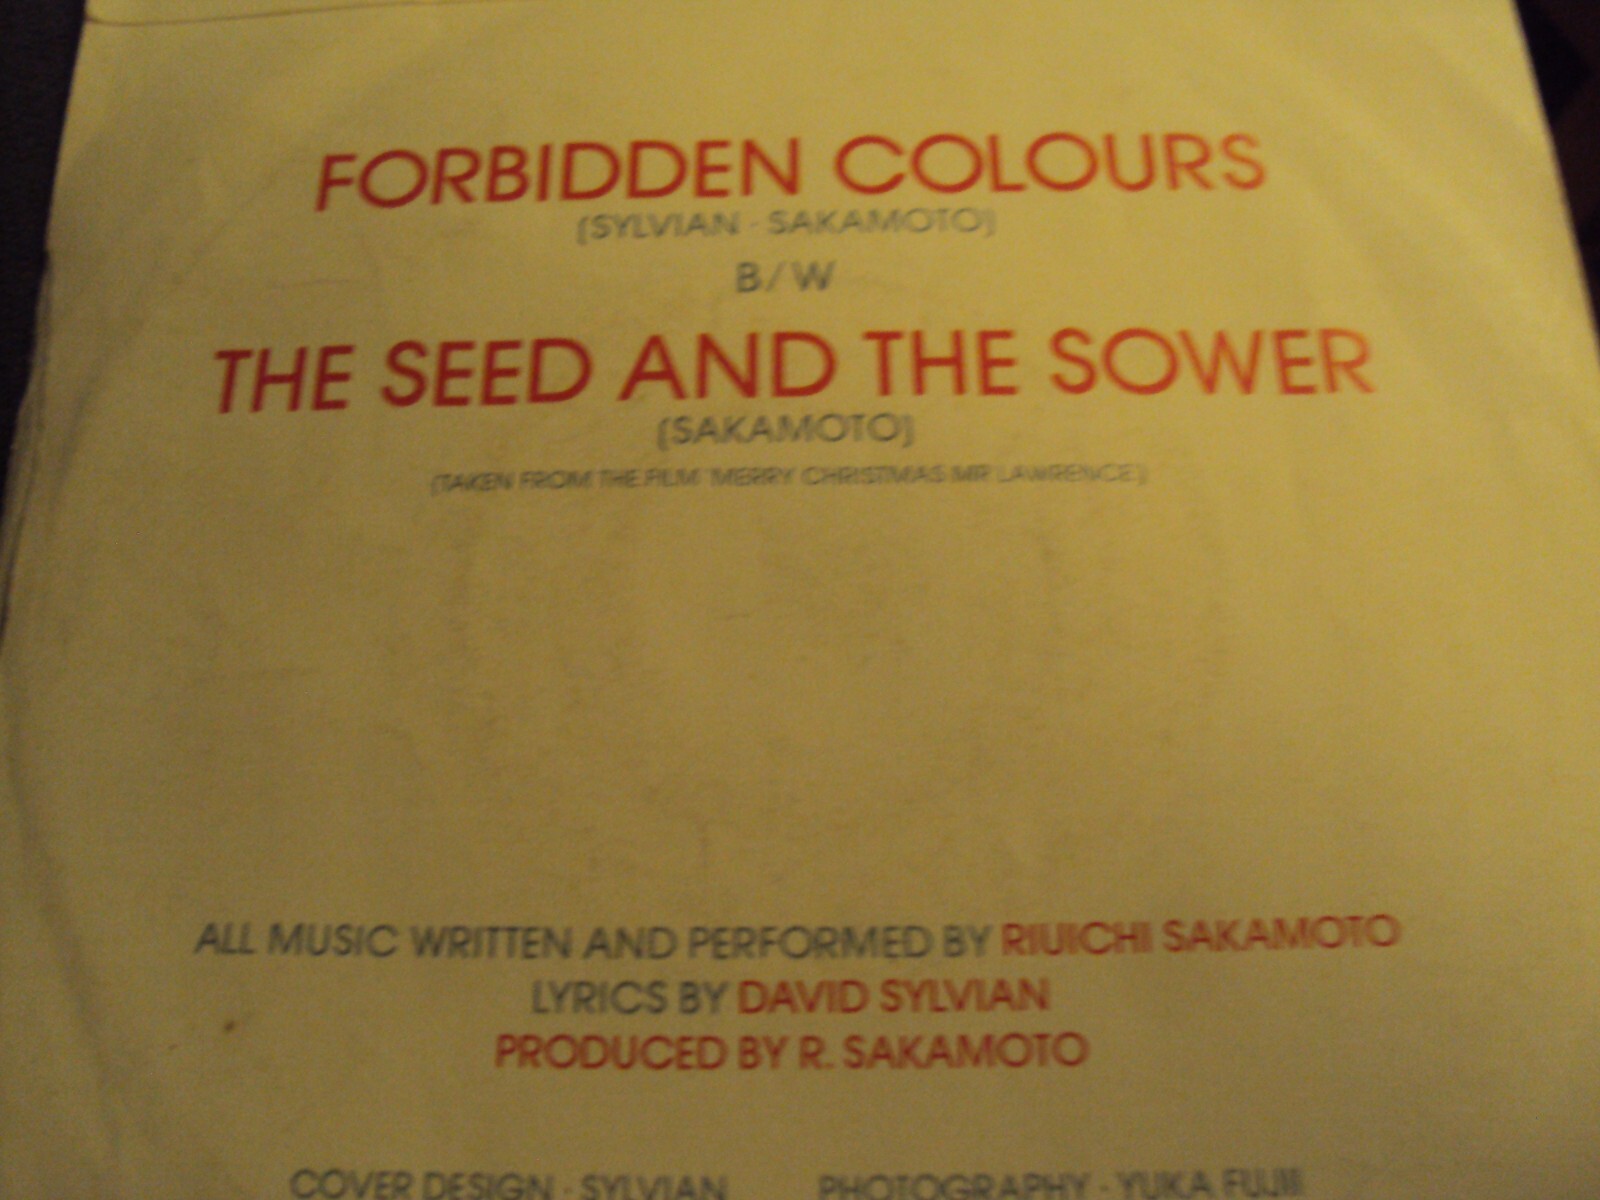 FORBIDDEN COLOURS
(SYLVIAN - SAKAMOTO)
B/W
THE SEED AND THE SOWER
(SAKAMOTO)
(TAKEN FROM THE FILM 'MERRY CHRISTMAS MR LAWRENCE')
ALL MUSIC WRITTEN AND PERFORMED BY RIUICHI SAKAMOTO
LYRICS BY DAVID SYLVIAN
PRODUCED BY R. SAKAMOTO
COVER DESIGN · SYLVIAN PHOTOGRAPHY · YUKA FUJII